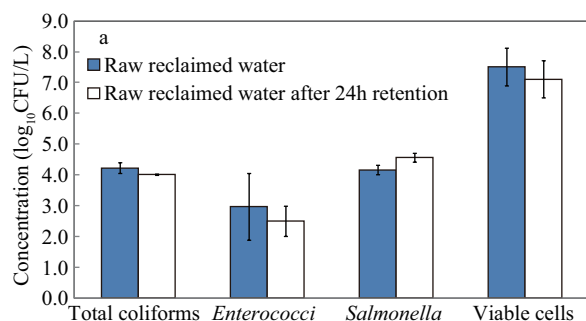 a
Raw reclaimed water
Raw reclaimed water after 24h retention
Concentration (log₁₀CFU/L)
9.0
8.0
7.0
6.0
5.0
4.0
3.0
2.0
1.0
0.0
Total coliforms Enterococci Salmonella Viable cells